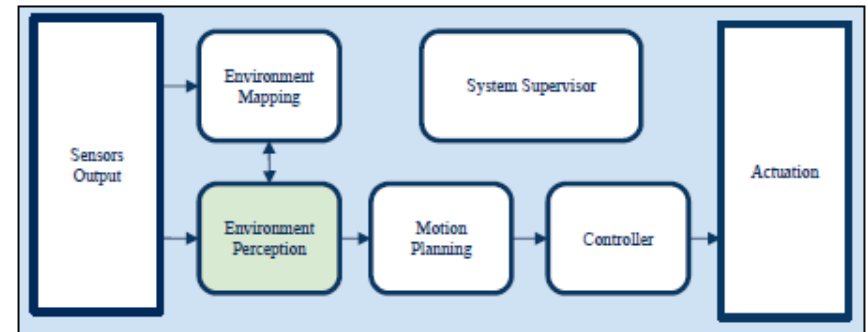 Environment
Mapping
System Supervisor
Sensors
Output
Actuation
Environment
Perception
Motion
Planning
Controller